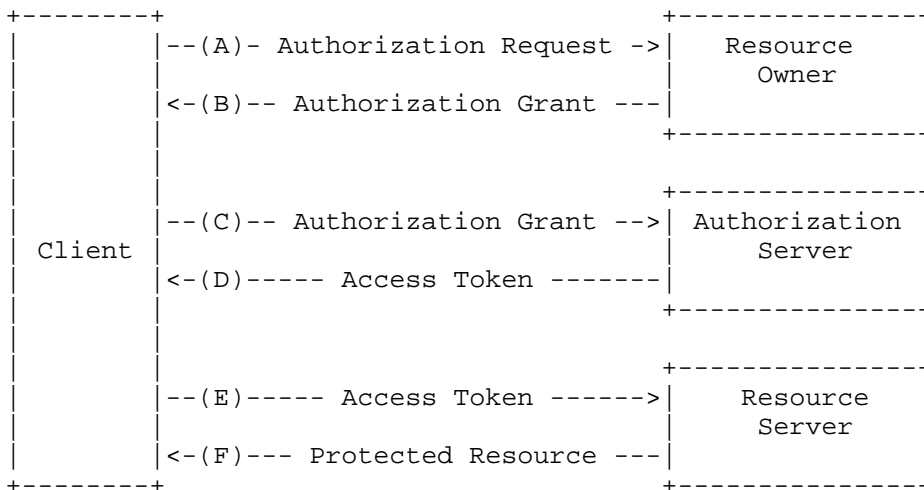 --(A)- Authorization Request -> Resource
Owner
<-(B)-- Authorization Grant ---
--(C)-- Authorization Grant --> Authorization
Client Server
<-(D)----- Access Token -------
--(E)----- Access Token ------> Resource
Server
<-(F)--- Protected Resource ---